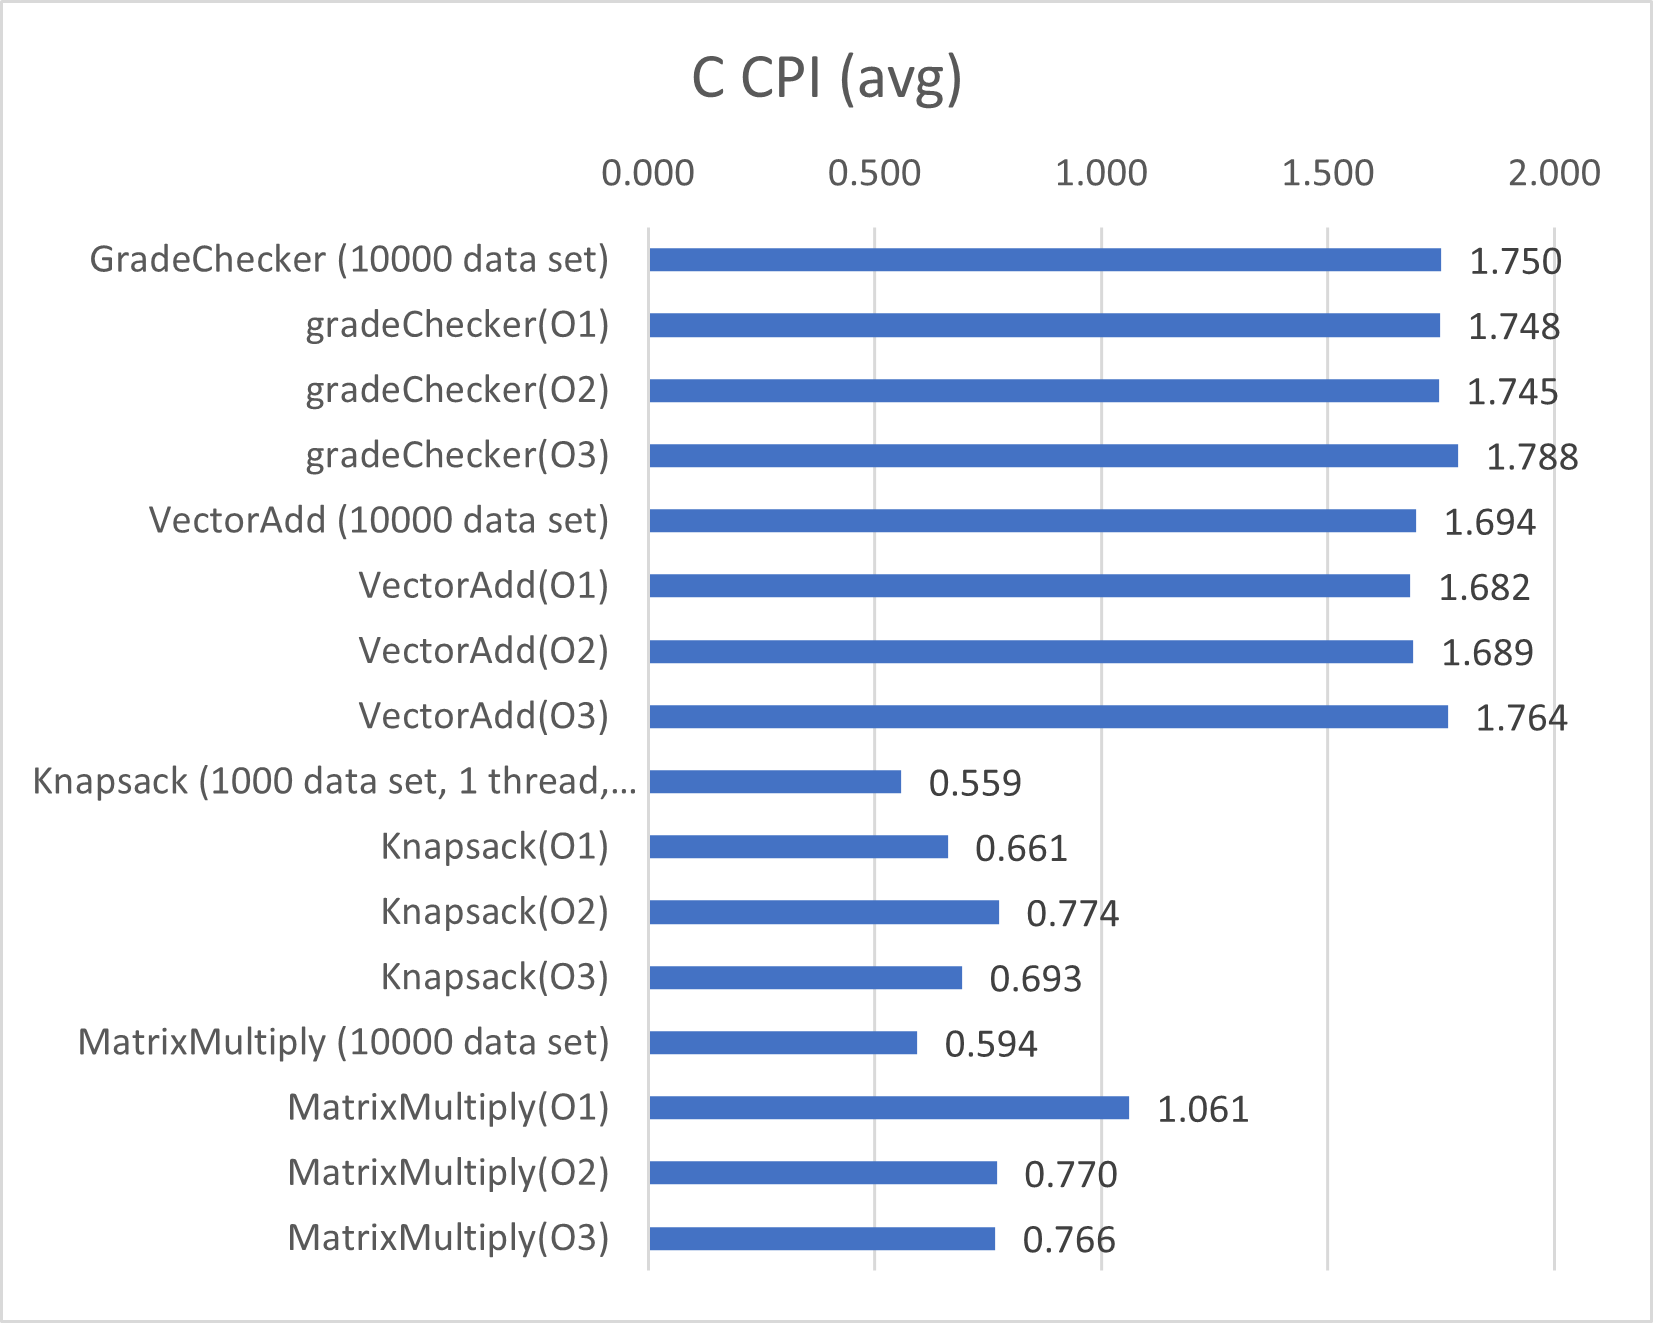 C CPI (avg)
0.000 0.500 1.000 1.500 2.000
GradeChecker (10000 data set) 1.750
gradeChecker(O1) 1.748
gradeChecker(O2) 1.745
gradeChecker(O3) 1.788
VectorAdd (10000 data set) 1.694
VectorAdd(O1) 1.682
VectorAdd(O2) 1.689
VectorAdd(O3) 1.764
Knapsack (1000 data set, 1 thread,... 0.559
Knapsack(O1) 0.661
Knapsack(O2) 0.774
Knapsack(O3) 0.693
MatrixMultiply (10000 data set) 0.594
MatrixMultiply(O1) 1.061
MatrixMultiply(O2) 0.770
MatrixMultiply(O3) 0.766